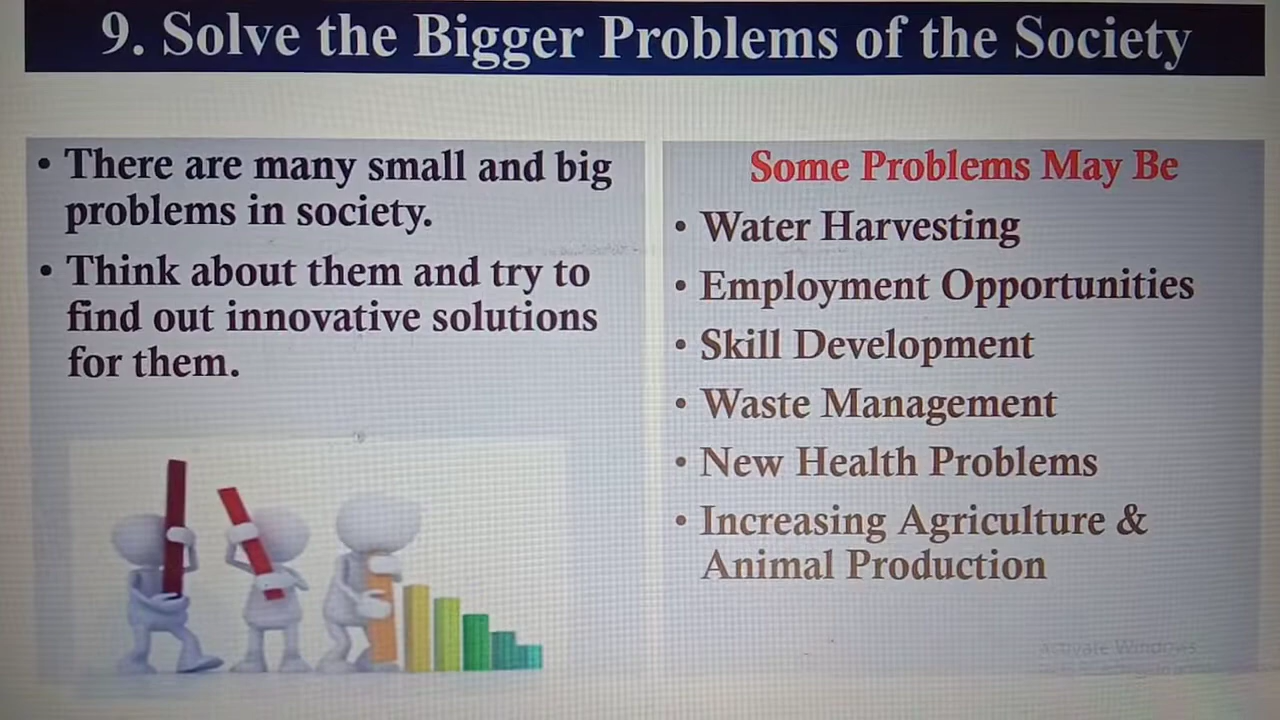 9. Solve the Bigger Problems of the Society
• There are many small and big
problems in society.
• Think about them and try to
find out innovative solutions
for them.
Some Problems May Be
• Water Harvesting
• Employment Opportunities
• Skill Development
• Waste Management
• New Health Problems
• Increasing Agriculture &
Animal Production
Activate Windows